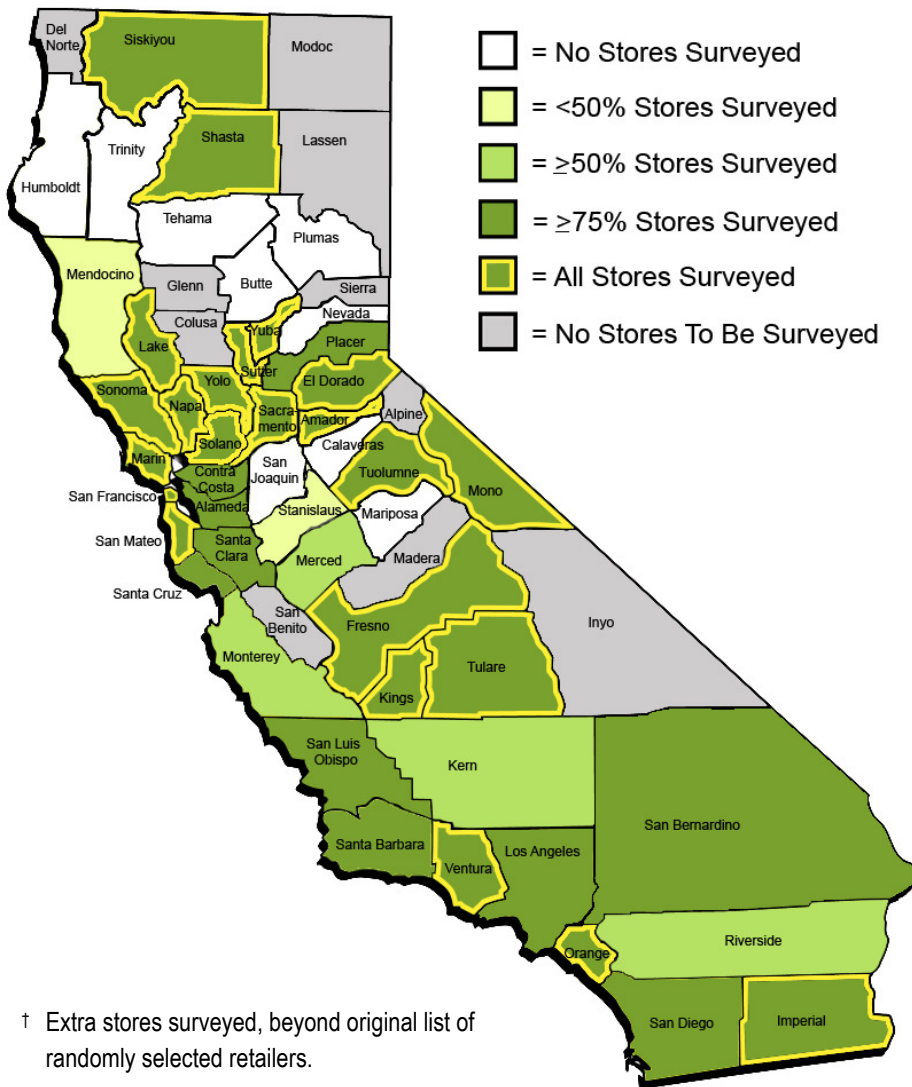 Del
Norte
Siskiyou
Modoc
= No Stores Surveyed
= <50% Stores Surveyed
= ≥50% Stores Surveyed
= ≥75% Stores Surveyed
= All Stores Surveyed
= No Stores To Be Surveyed
Shasta
Lassen
Trinity
Humboldt
Tehama
Plumas
Mendocino
Glenn
Butte
Sierra
Nevada
Colusa
Yuba
Placer
Lake
Sutter
El Dorado
Yolo
Sonoma
Napa
Sacra-
mento
Amador
Alpine
Solano
Calaveras
Marin
San
Joaquin
Tuolumne
Contra
Costa
Mono
San Francisco
Alameda
Stanislaus
Mariposa
San Mateo
Santa
Clara
Merced
Madera
Santa Cruz
San
Benito
Fresno
Inyo
Monterey
Tulare
Kings
San Luis
Obispo
Kern
San Bernardino
Santa Barbara
Ventura
Los Angeles
Orange
Riverside
San Diego
Imperial
† Extra stores surveyed, beyond original list of
randomly selected retailers.